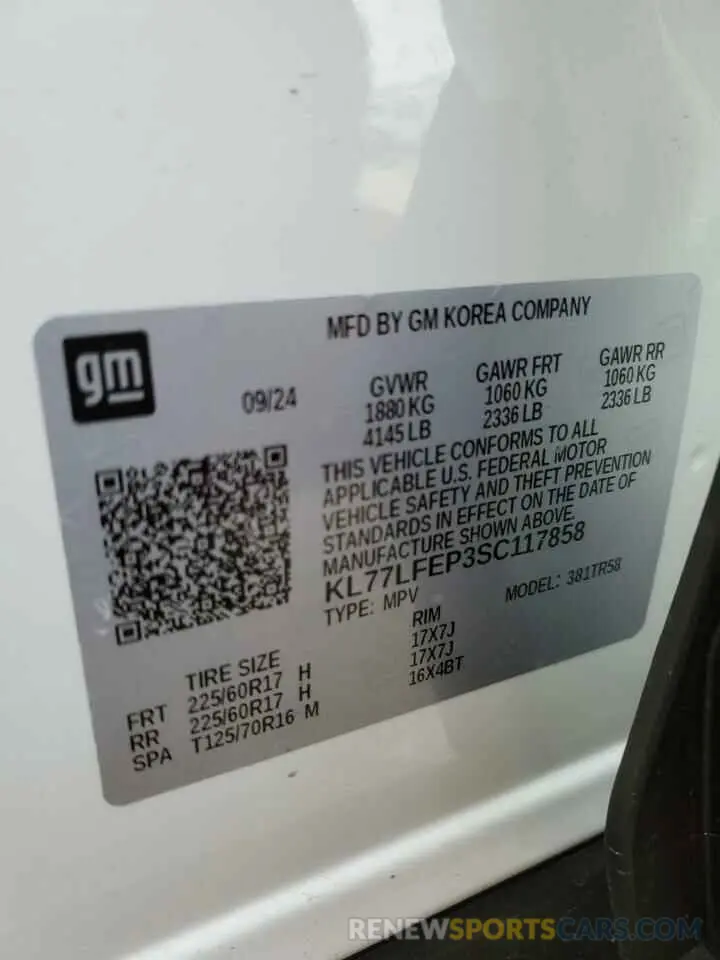 MFD BY GM KOREA COMPANY
gm
09/24
GVWR
1880 KG
4145 LB
GAWR FRT
1060 KG
2336 LB
GAWR RR
1060 KG
2336 LB
THIS VEHICLE CONFORMS TO ALL
APPLICABLE U.S. FEDERAL MOTOR
VEHICLE SAFETY AND THEFT PREVENTION
STANDARDS IN EFFECT ON THE DATE OF
MANUFACTURE SHOWN ABOVE.
KL77LFEP3SC117858
TYPE: MPV
MODEL: 381TR58
TIRE SIZE
RIM
FRT 225/60R17 H 17X7J
RR 225/60R17 H 17X7J
SPA T125/70R16 M 16X4BT
RENEWSPORTSCARS.COM